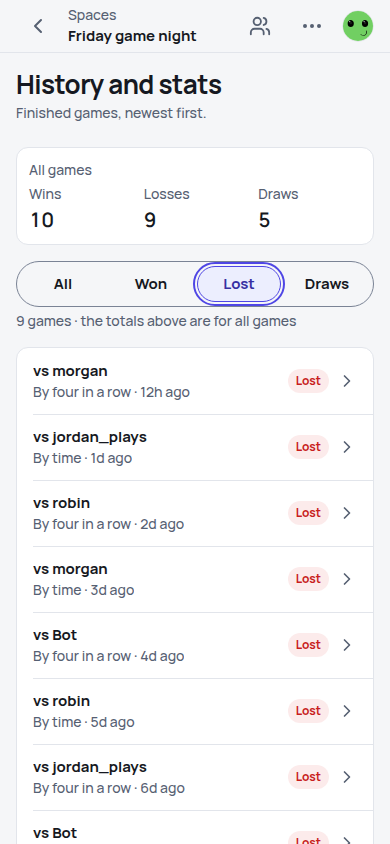 Spaces
Friday game night
History and stats
Finished games, newest first.
All games
Wins Losses Draws
10 9 5
All Won Lost Draws
9 games · the totals above are for all games
vs morgan
By four in a row · 12h ago
Lost
vs jordan_plays
By time · 1d ago
Lost
vs robin
By four in a row · 2d ago
Lost
vs morgan
By time · 3d ago
Lost
vs Bot
By four in a row · 4d ago
Lost
vs robin
By time · 5d ago
Lost
vs jordan_plays
By four in a row · 6d ago
Lost
vs Bot
Lost